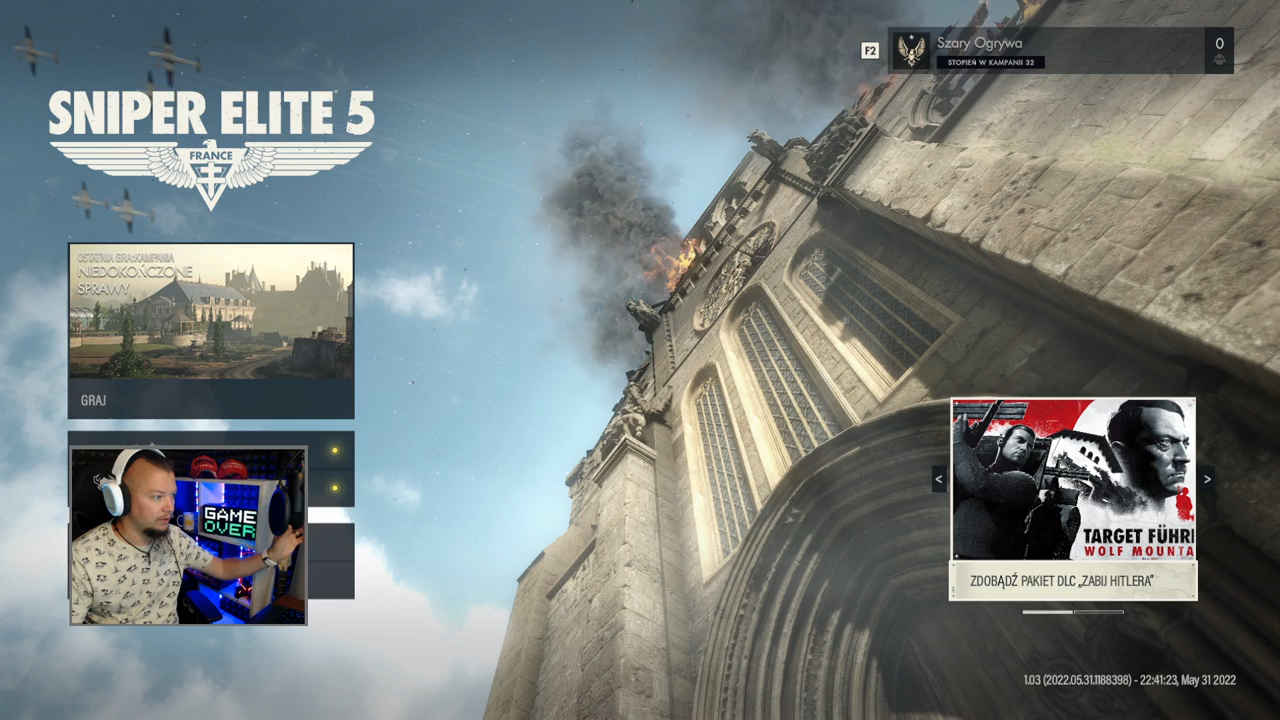 SNIPER ELITE 5
FRANCE
F2
Szary Ogrywa
STOPIEŃ W KAMPANII 32
0
OSTATNIA GRA: KAMPANIA
NIEDOKOŃCZONE
SPRAWY
GRAJ
GAME
OVER
<
>
TARGET FÜHR
WOLF MOUNTA
ZDOBĄDŹ PAKIET DLC „ZABIJ HITLERA”
1.03 (2022.05.31.1188398) - 22:41:23, May 31 2022